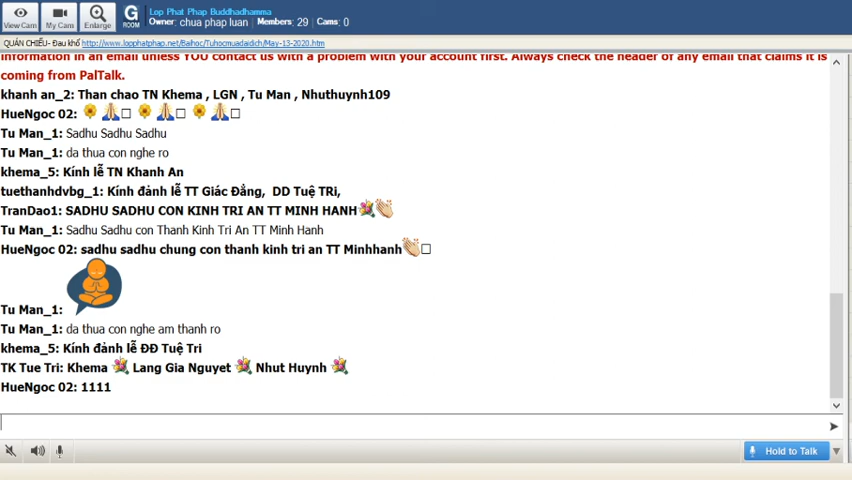 Lop Phat Phap Buddhadhamma
Owner: chua phap luan Members: 29 Cams: 0
View Cam My Cam Enlarge G ROOM
QUÁN CHIẾU- Đau khổ http://www.lopphatphap.net/Baihoc/Tuhocmuadaidich/May-13-2020.htm
information in an email unless YOU contact us with a problem with your account first. Always check the header of any email that claims it is
coming from PalTalk.
khanh an_2: Than chao TN Khema , LGN , Tu Man , Nhuthuynh109
HueNgoc 02: 🌼🙏□ 🌼🙏□ 🌼🙏□
Tu Man_1: Sadhu Sadhu Sadhu
Tu Man_1: da thua con nghe ro
khema_5: Kính lễ TN Khanh An
tuethanhdvbg_1: Kính đảnh lễ TT Giác Đẳng, DD Tuệ TRi,
TranDao1: SADHU SADHU CON KINH TRI AN TT MINH HANH💐👏
Tu Man_1: Sadhu Sadhu con Thanh Kinh Tri An TT Minh Hanh
HueNgoc 02: sadhu sadhu chung con thanh kinh tri an TT Minhhanh👏□
Tu Man_1:
Tu Man_1: da thua con nghe am thanh ro
khema_5: Kính đảnh lễ ĐĐ Tuệ Tri
TK Tue Tri: Khema 💐 Lang Gia Nguyet 💐 Nhut Huynh 💐
HueNgoc 02: 1111
Hold to Talk